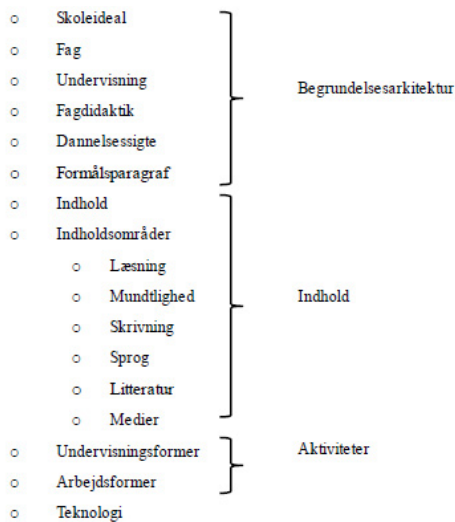 o Skoleideal
o Fag
o Undervisning
Begrundelsesarkitektur
o Fagdidaktik
o Dannelsessigte
o Formålsparagraf
o Indhold
o Indholdsområder
o Læsning
o Mundtlighed
Indhold
o Skrivning
o Sprog
o Litteratur
o Medier
o Undervisningsformer
Aktiviteter
o Arbejdsformer
o Teknologi